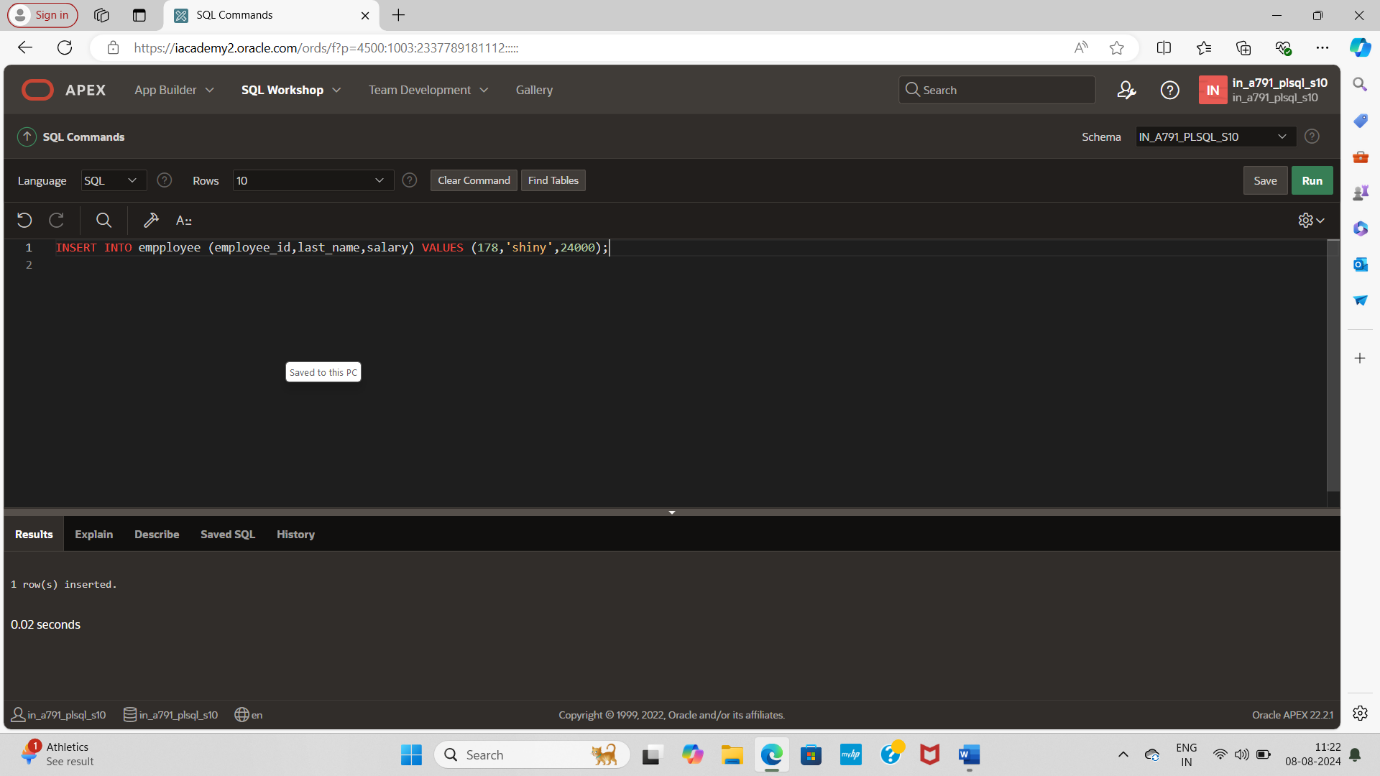 Sign in
SQL Commands
https://iacademy2.oracle.com/ords/f?p=4500:1003:2337789181112:::::
APEX App Builder SQL Workshop Team Development Gallery Search IN in_a791_plsql_s10
in_a791_plsql_s10
SQL Commands Schema IN_A791_PLSQL_S10
Language SQL Rows 10 Clear Command Find Tables Save Run
A::
1 INSERT INTO empployee (employee_id,last_name,salary) VALUES (178,'shiny',24000);
2
Saved to this PC
Results Explain Describe Saved SQL History
1 row(s) inserted.
0.02 seconds
in_a791_plsql_s10 in_a791_plsql_s10 en Copyright © 1999, 2022, Oracle and/or its affiliates. Oracle APEX 22.2.1
1 Athletics
See result
Search
myhp
W
ENG
IN
11:22
08-08-2024